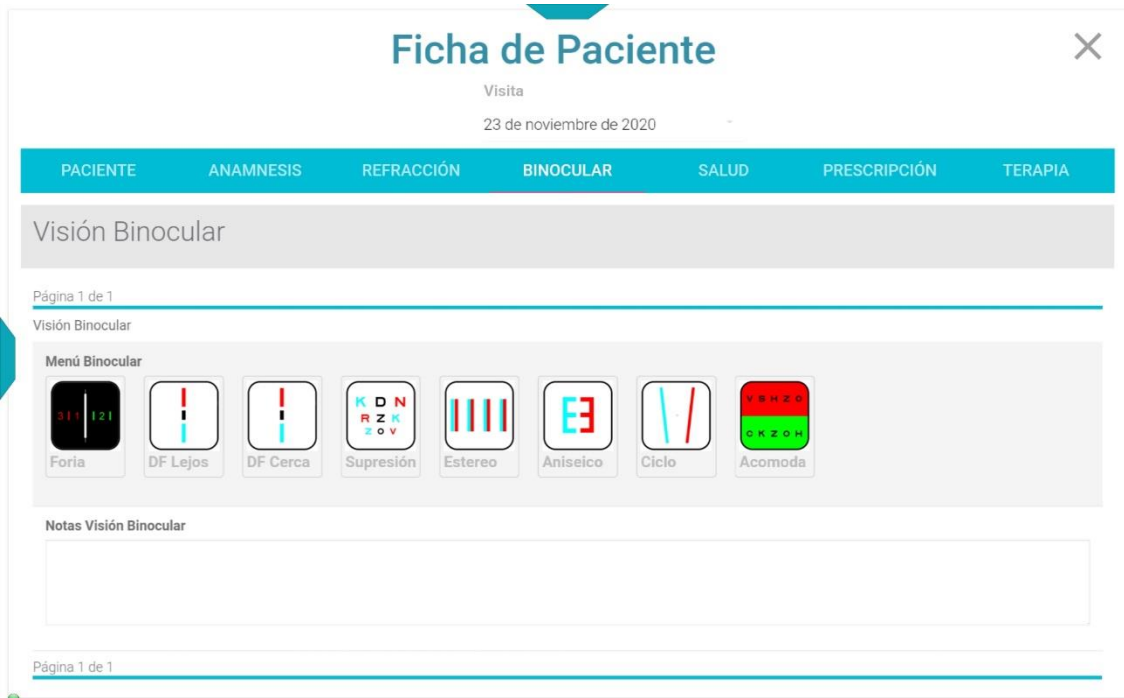 Ficha de Paciente
Visita
23 de noviembre de 2020
PACIENTE ANAMNESIS REFRACCIÓN BINOCULAR SALUD PRESCRIPCIÓN TERAPIA
Visión Binocular
Página 1 de 1
Visión Binocular
Menú Binocular
3 1 1 1 2 1
K D N
R Z K
Z O V
E 3
V S H Z O
O K Z O H
Foria DF Lejos DF Cerca Supresión Estereo Aniseico Ciclo Acomoda
Notas Visión Binocular
Página 1 de 1